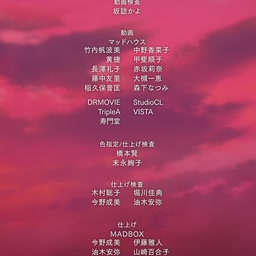 動画検査
坂詰かよ
動画
マッドハウス
竹内帆波美 中野香菜子
黄捷 甲斐順子
長澤礼子 赤坂莉奈
藤中友里 大槻一恵
稲久保普匡 森下なつみ
DRMOVIE StudioCL
TripleA VISTA
寿門堂
色指定/仕上げ検査
橋本賢
末永絢子
仕上げ検査
木村聡子 堀川佳典
今野成美 油木安弥
仕上げ
MADBOX
今野成美 伊藤雅人
油木安弥 山﨑百合子